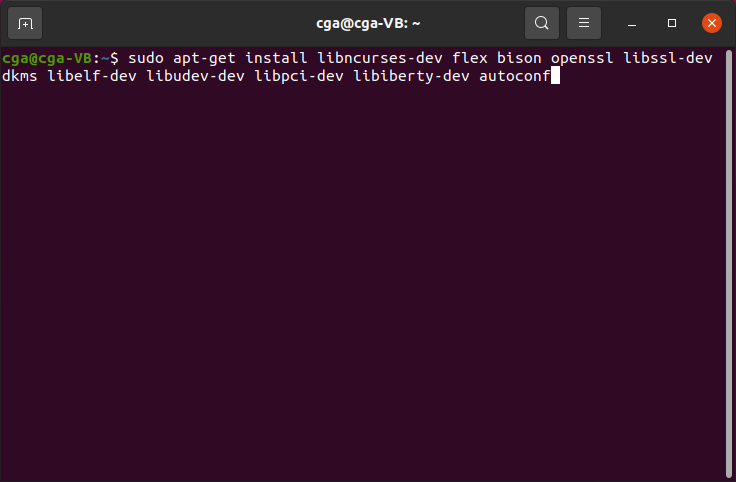 cga@cga-VB: ~
cga@cga-VB:~$ sudo apt-get install libncurses-dev flex bison openssl libssl-dev
dkms libelf-dev libudev-dev libpci-dev libiberty-dev autoconf